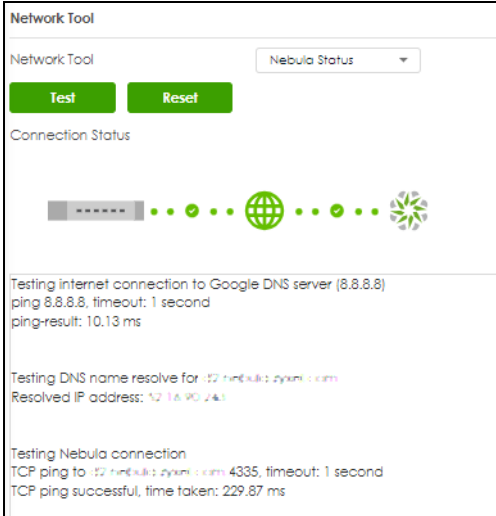 Network Tool
Network Tool
Nebula Status
Test
Reset
Connection Status
Testing internet connection to Google DNS server (8.8.8.8)
ping 8.8.8.8, timeout: 1 second
ping-result: 10.13 ms
Testing DNS name resolve for
Resolved IP address:
Testing Nebula connection
TCP ping to 4335, timeout: 1 second
TCP ping successful, time taken: 229.87 ms